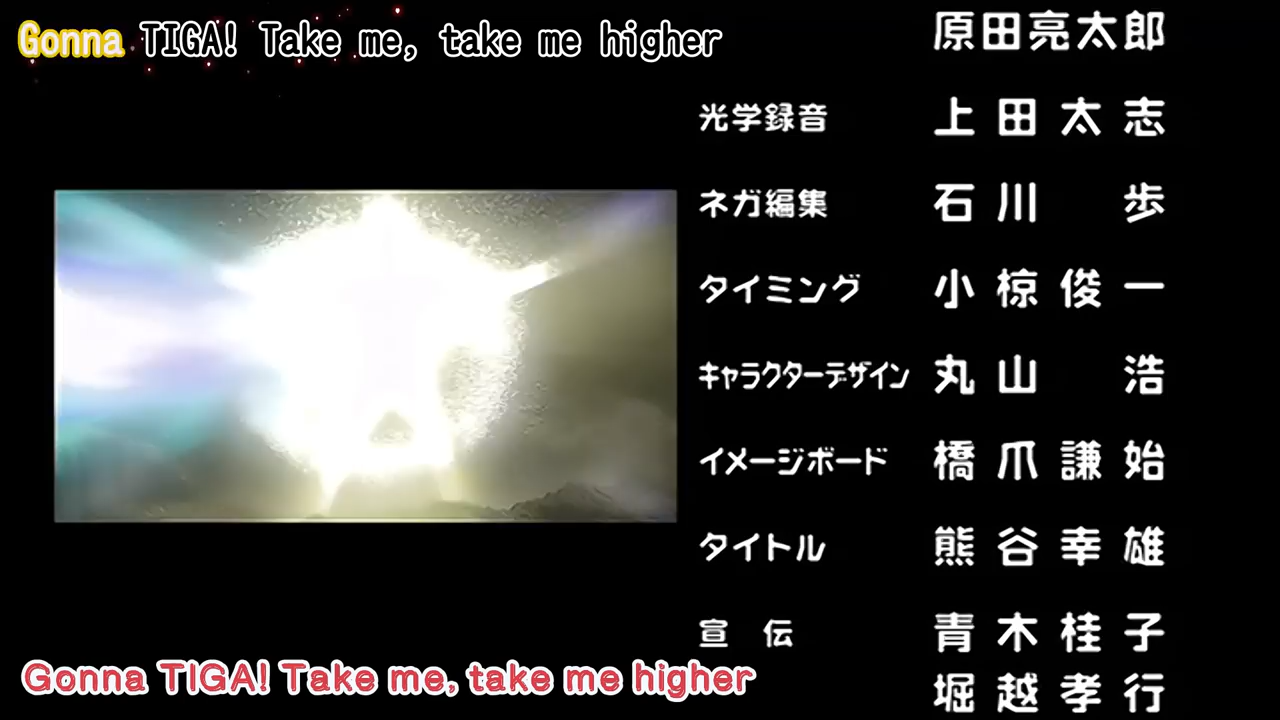 Gonna TIGA! Take me, take me higher
原田亮太郎
光学録音 上田太志
ネガ編集 石川 歩
タイミング 小椋俊一
キャラクターデザイン 丸山 浩
イメージボード 橋爪謙始
タイトル 熊谷幸雄
宣 伝 青木桂子
堀越孝行
Gonna TIGA! Take me, take me higher